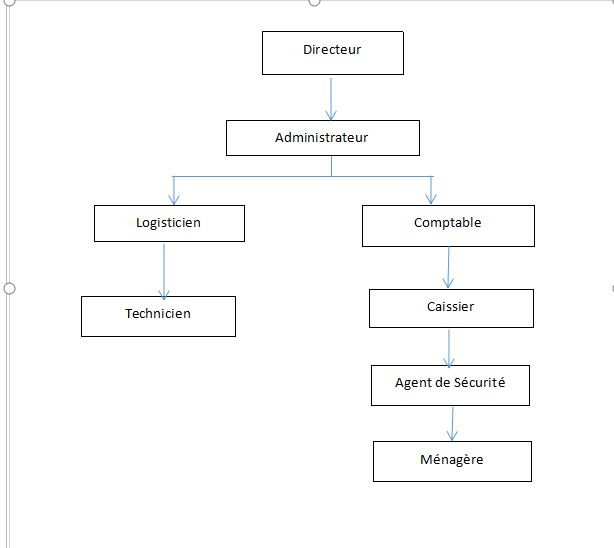 Directeur
Administrateur
Logisticien
Comptable
Technicien
Caissier
Agent de Sécurité
Ménagère